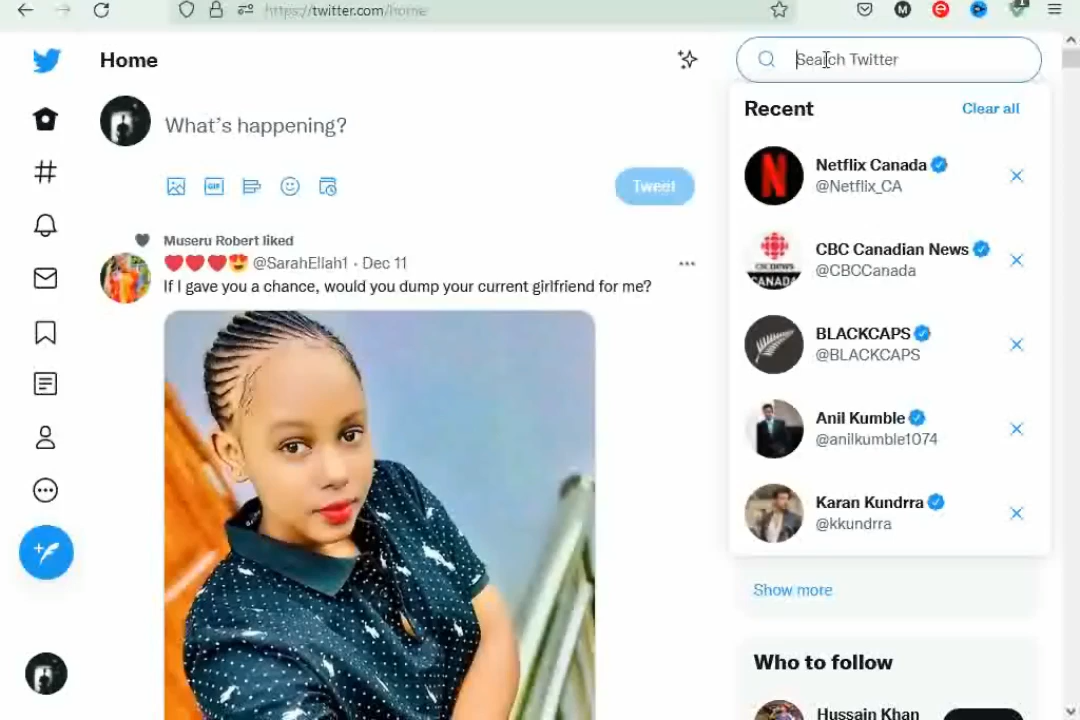 https://twitter.com/home
M
e
1
Home
Search Twitter
What's happening?
GIF
Tweet
Recent
Clear all
Netflix Canada
@Netflix_CA
CBC Canadian News
@CBCCanada
BLACKCAPS
@BLACKCAPS
Anil Kumble
@anilkumble1074
Karan Kundrra
@kkundrra
Museru Robert liked
@SarahEllah1 · Dec 11
If I gave you a chance, would you dump your current girlfriend for me?
Show more
Who to follow
Hussain Khan